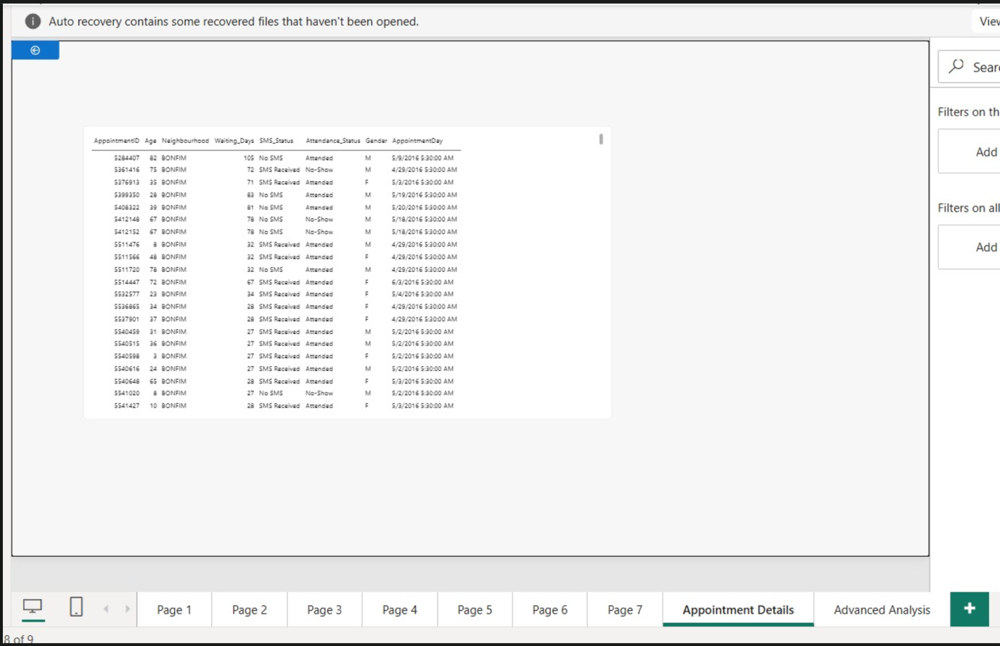 Auto recovery contains some recovered files that haven't been opened.
View
Sear
Filters on th
Add
Filters on all
Add
AppointmentID Age Neighbourhood Waiting_Days SMS_Status Attendance_Status Gender AppointmentDay
5284407 82 BONFIM 105 No SMS Attended M 5/9/2016 5:30:00 AM
5361416 75 BONFIM 72 SMS Received No-Show M 4/29/2016 5:30:00 AM
5376913 35 BONFIM 71 SMS Received Attended F 5/3/2016 5:30:00 AM
5399350 28 BONFIM 83 No SMS Attended M 5/19/2016 5:30:00 AM
5408322 39 BONFIM 81 No SMS Attended M 5/20/2016 5:30:00 AM
5412148 67 BONFIM 78 No SMS No-Show M 5/18/2016 5:30:00 AM
5412152 67 BONFIM 78 No SMS No-Show M 5/18/2016 5:30:00 AM
5511476 8 BONFIM 32 SMS Received Attended M 4/29/2016 5:30:00 AM
5511566 48 BONFIM 32 SMS Received Attended F 4/29/2016 5:30:00 AM
5511720 78 BONFIM 32 No SMS Attended M 4/29/2016 5:30:00 AM
5514447 72 BONFIM 67 SMS Received Attended F 6/3/2016 5:30:00 AM
5532577 23 BONFIM 34 SMS Received Attended F 5/4/2016 5:30:00 AM
5536865 34 BONFIM 28 SMS Received Attended F 4/29/2016 5:30:00 AM
5537901 37 BONFIM 28 SMS Received Attended F 4/29/2016 5:30:00 AM
5540459 31 BONFIM 27 SMS Received Attended M 5/2/2016 5:30:00 AM
5540515 36 BONFIM 27 SMS Received Attended M 5/2/2016 5:30:00 AM
5540598 3 BONFIM 27 SMS Received Attended F 5/2/2016 5:30:00 AM
5540616 24 BONFIM 27 SMS Received Attended M 5/2/2016 5:30:00 AM
5540648 65 BONFIM 28 SMS Received Attended F 5/3/2016 5:30:00 AM
5541020 8 BONFIM 27 No SMS No-Show M 5/2/2016 5:30:00 AM
5541427 10 BONFIM 28 SMS Received Attended F 5/3/2016 5:30:00 AM
Page 1 Page 2 Page 3 Page 4 Page 5 Page 6 Page 7 Appointment Details Advanced Analysis
8 of 9